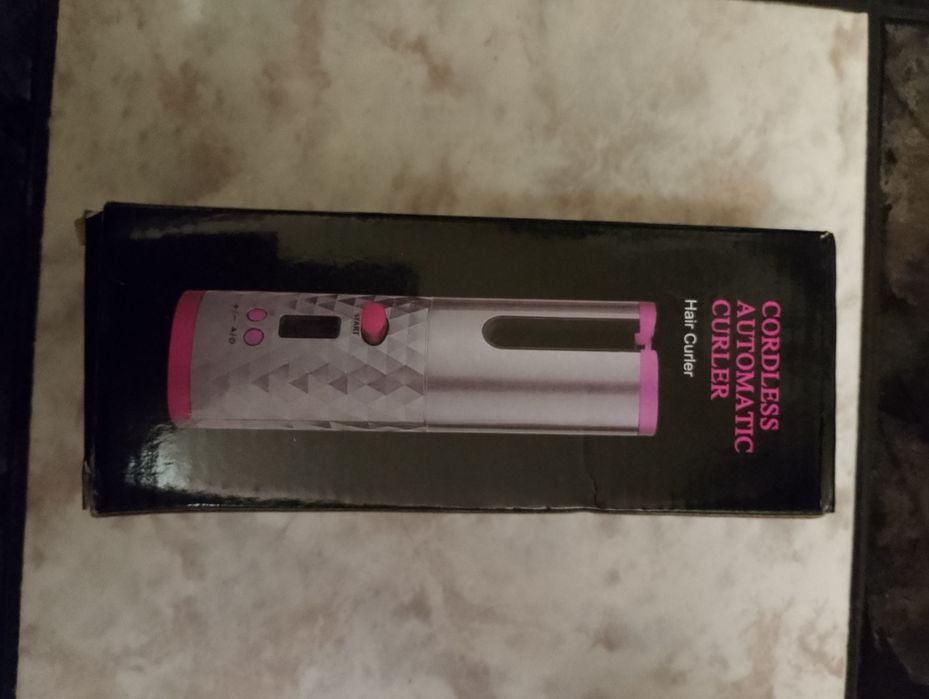 CORDLESS
AUTOMATIC
CURLER
Hair Curler
START
+/-